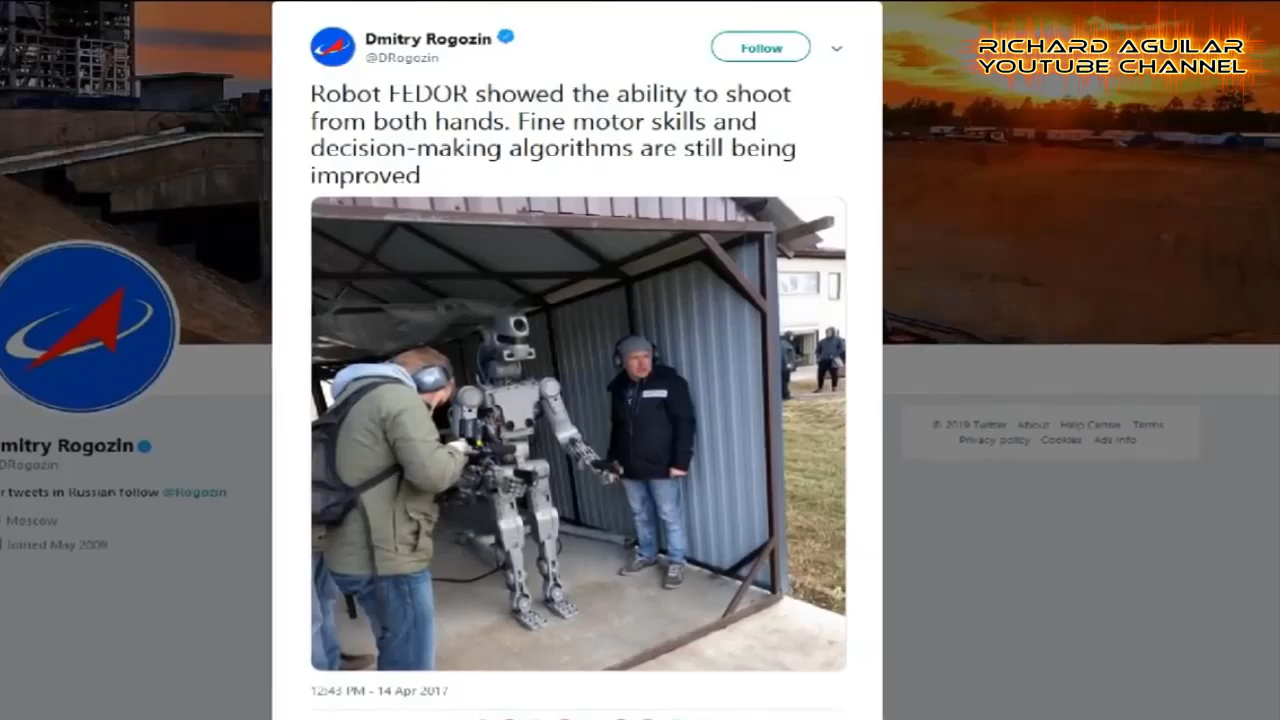 RICHARD AGUILAR
YOUTUBE CHANNEL
Dmitry Rogozin
@DRogozin
Follow
Robot FEDOR showed the ability to shoot
from both hands. Fine motor skills and
decision-making algorithms are still being
improved
12:43 PM - 14 Apr 2017
mitry Rogozin
DRogozin
r tweets in Russian follow @Rogozin
Moscow
Joined May 2009
© 2019 Twitter About Help Center Terms
Privacy policy Cookies Ads info